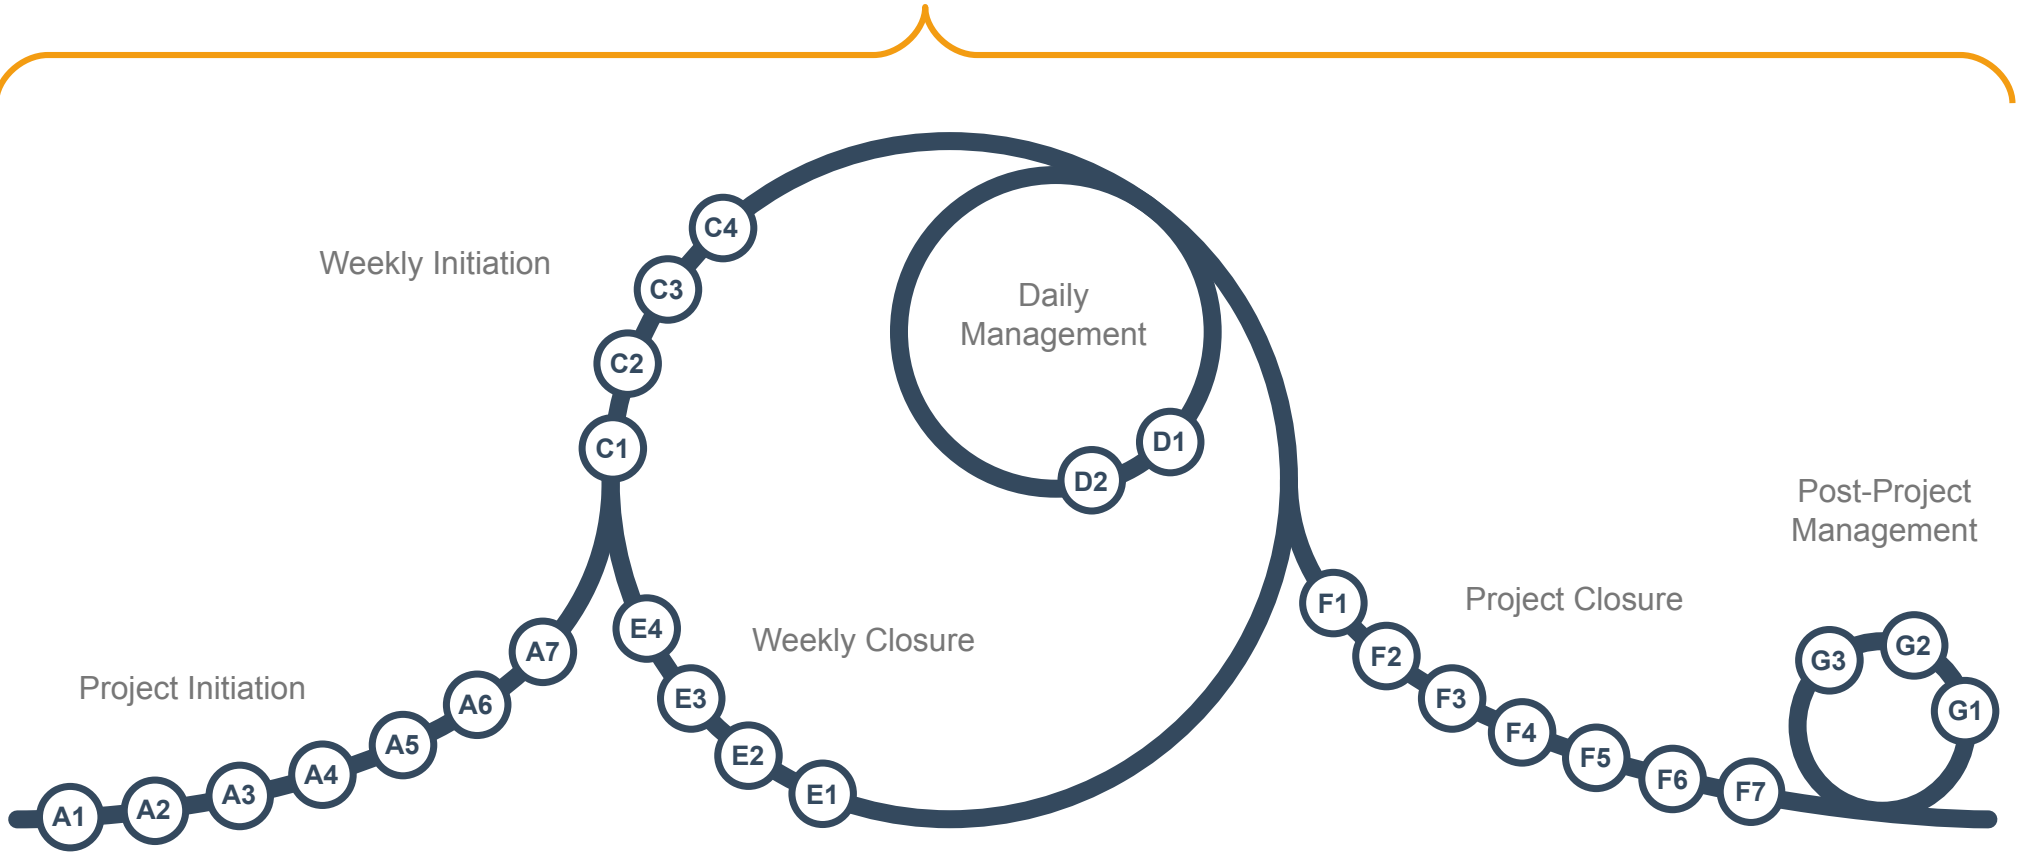 Weekly Initiation
C4
C3
C2
C1
Daily
Management
D1
D2
Project Initiation
A1
A2
A3
A4
A5
A6
A7
Weekly Closure
E4
E3
E2
E1
Project Closure
F1
F2
F3
F4
F5
F6
F7
Post-Project
Management
G3
G2
G1